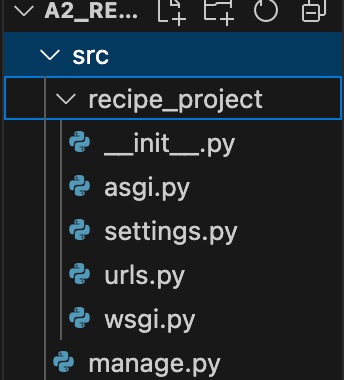 A2_RE...
src
recipe_project
__init__.py
asgi.py
settings.py
urls.py
wsgi.py
manage.py